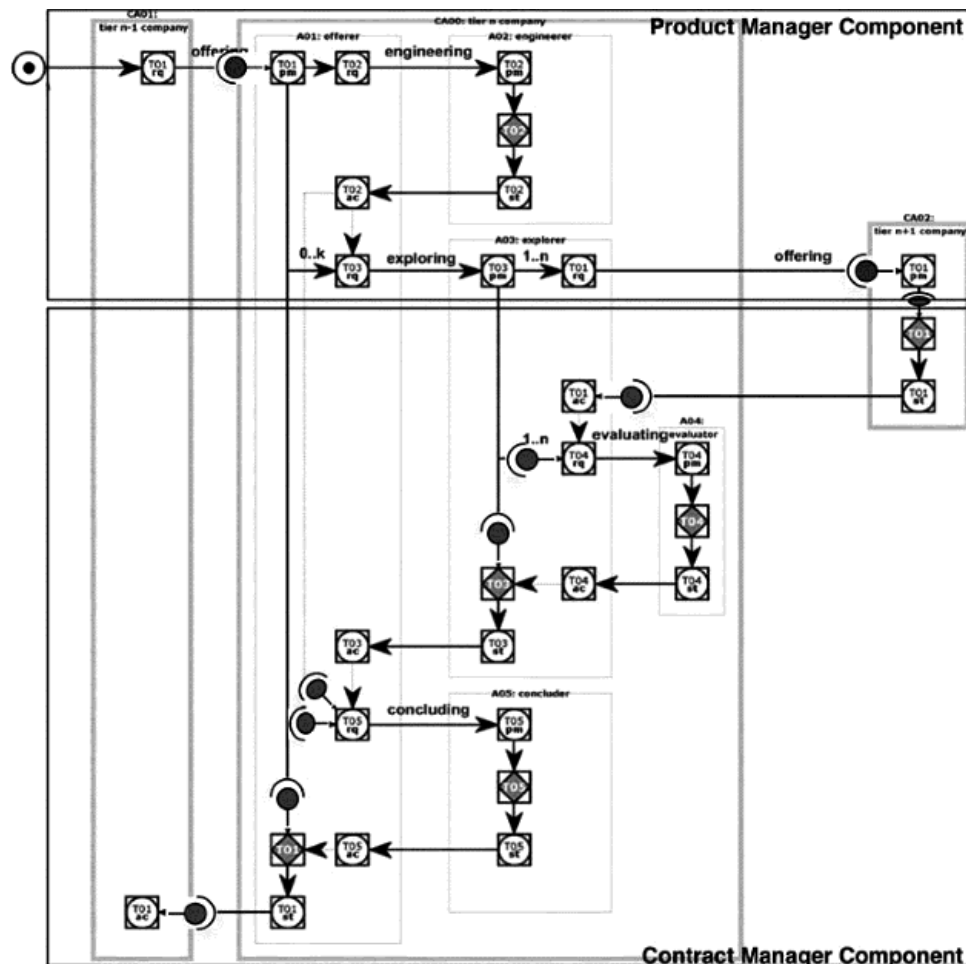 CA01:
tier n-1 company
CA00: tier n company
Product Manager Component
A01: offerer
A02: engineerer
offering
engineering
T01
rq
T01
pm
T02
rq
T02
pm
T02
T02
ac
T02
st
CA02:
tier n+1 company
A03: explorer
0..k
exploring
1..n
offering
T03
rq
T03
pm
T01
rq
T01
pm
T01
T01
ac
T01
st
A04:
evaluator
1..n
evaluating
T04
rq
T04
pm
T04
T03
T04
ac
T04
st
T03
ac
T03
st
A05: concluder
concluding
T05
rq
T05
pm
T05
T01
T05
ac
T05
st
T01
ac
T01
st
Contract Manager Component